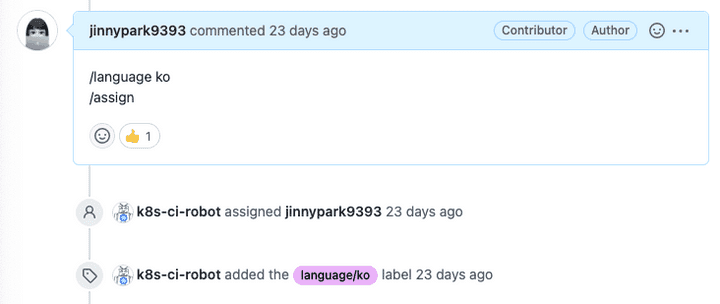 jinnypark9393 commented 23 days ago Contributor Author
/language ko
/assign
👍 1
k8s-ci-robot assigned jinnypark9393 23 days ago
k8s-ci-robot added the language/ko label 23 days ago